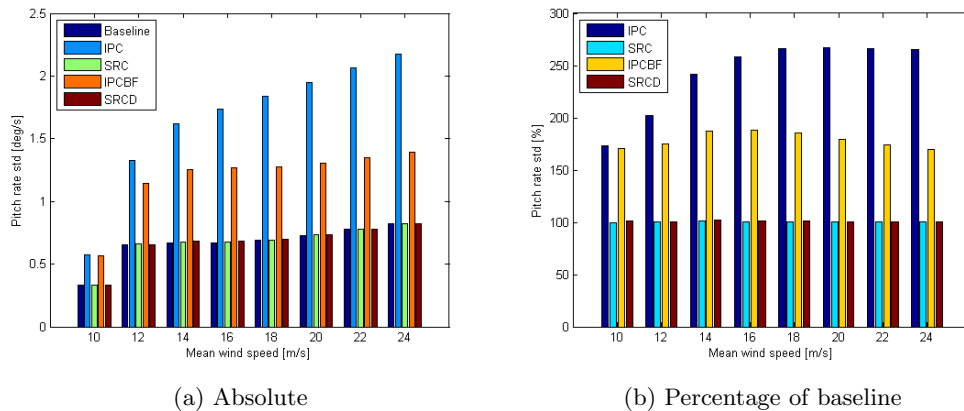 2.5
2
1.5
1
0.5
0
Pitch rate std [deg/s]
Baseline
IPC
SRC
IPCBF
SRCD
10 12 14 16 18 20 22 24
Mean wind speed [m/s]
(a) Absolute
300
250
200
150
100
50
0
Pitch rate std [%]
IPC
SRC
IPCBF
SRCD
10 12 14 16 18 20 22 24
Mean wind speed [m/s]
(b) Percentage of baseline